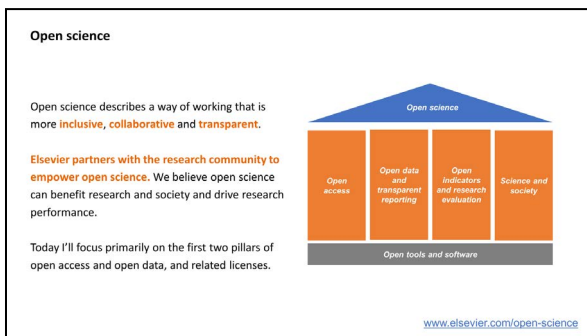 Open science
Open science describes a way of working that is
more inclusive, collaborative and transparent.
Elsevier partners with the research community to
empower open science. We believe open science
can benefit research and society and drive research
performance.
Today I'll focus primarily on the first two pillars of
open access and open data, and related licenses.
Open science
Open
access
Open data
and
transparent
reporting
Open
indicators
and research
evaluation
Science and
society
Open tools and software
www.elsevier.com/open-science